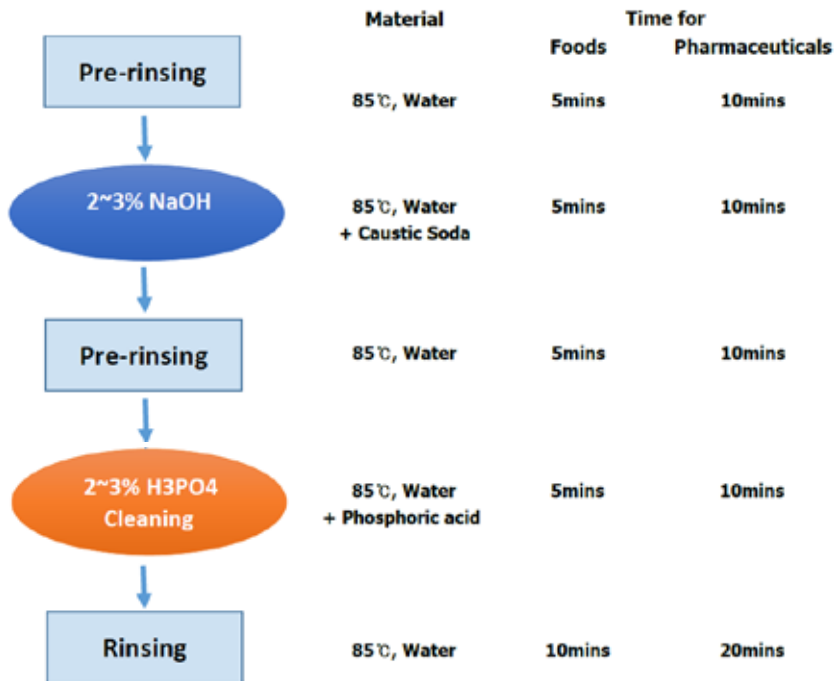 Material Time for
Foods Pharmaceuticals
Pre-rinsing
85℃, Water 5mins 10mins
2~3% NaOH
85℃, Water 5mins 10mins
+ Caustic Soda
Pre-rinsing
85℃, Water 5mins 10mins
2~3% H3PO4
Cleaning
85℃, Water 5mins 10mins
+ Phosphoric acid
Rinsing
85℃, Water 10mins 20mins